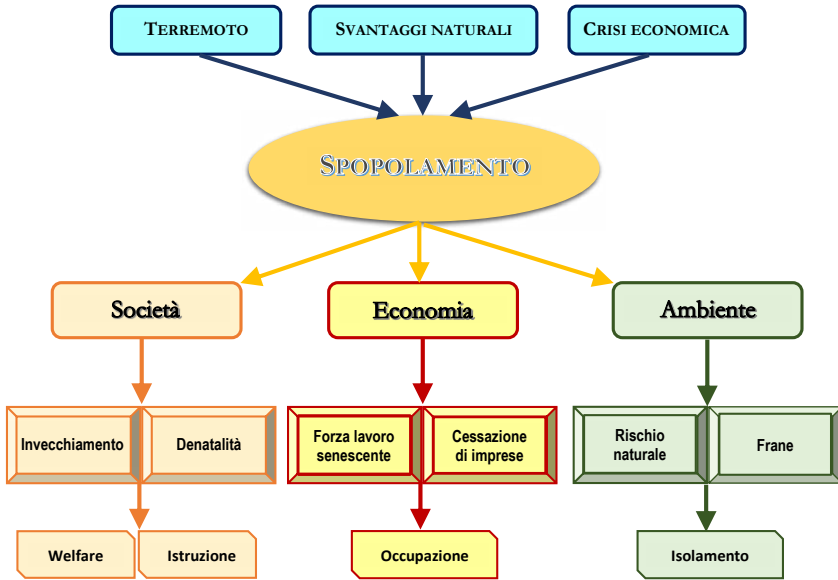 TERREMOTO
SVANTAGGI NATURALI
CRISI ECONOMICA
SPOPOLAMENTO
Società
Economia
Ambiente
Invecchiamento
Denatalità
Forza lavoro
senescente
Cessazione
di imprese
Rischio
naturale
Frane
Welfare
Istruzione
Occupazione
Isolamento